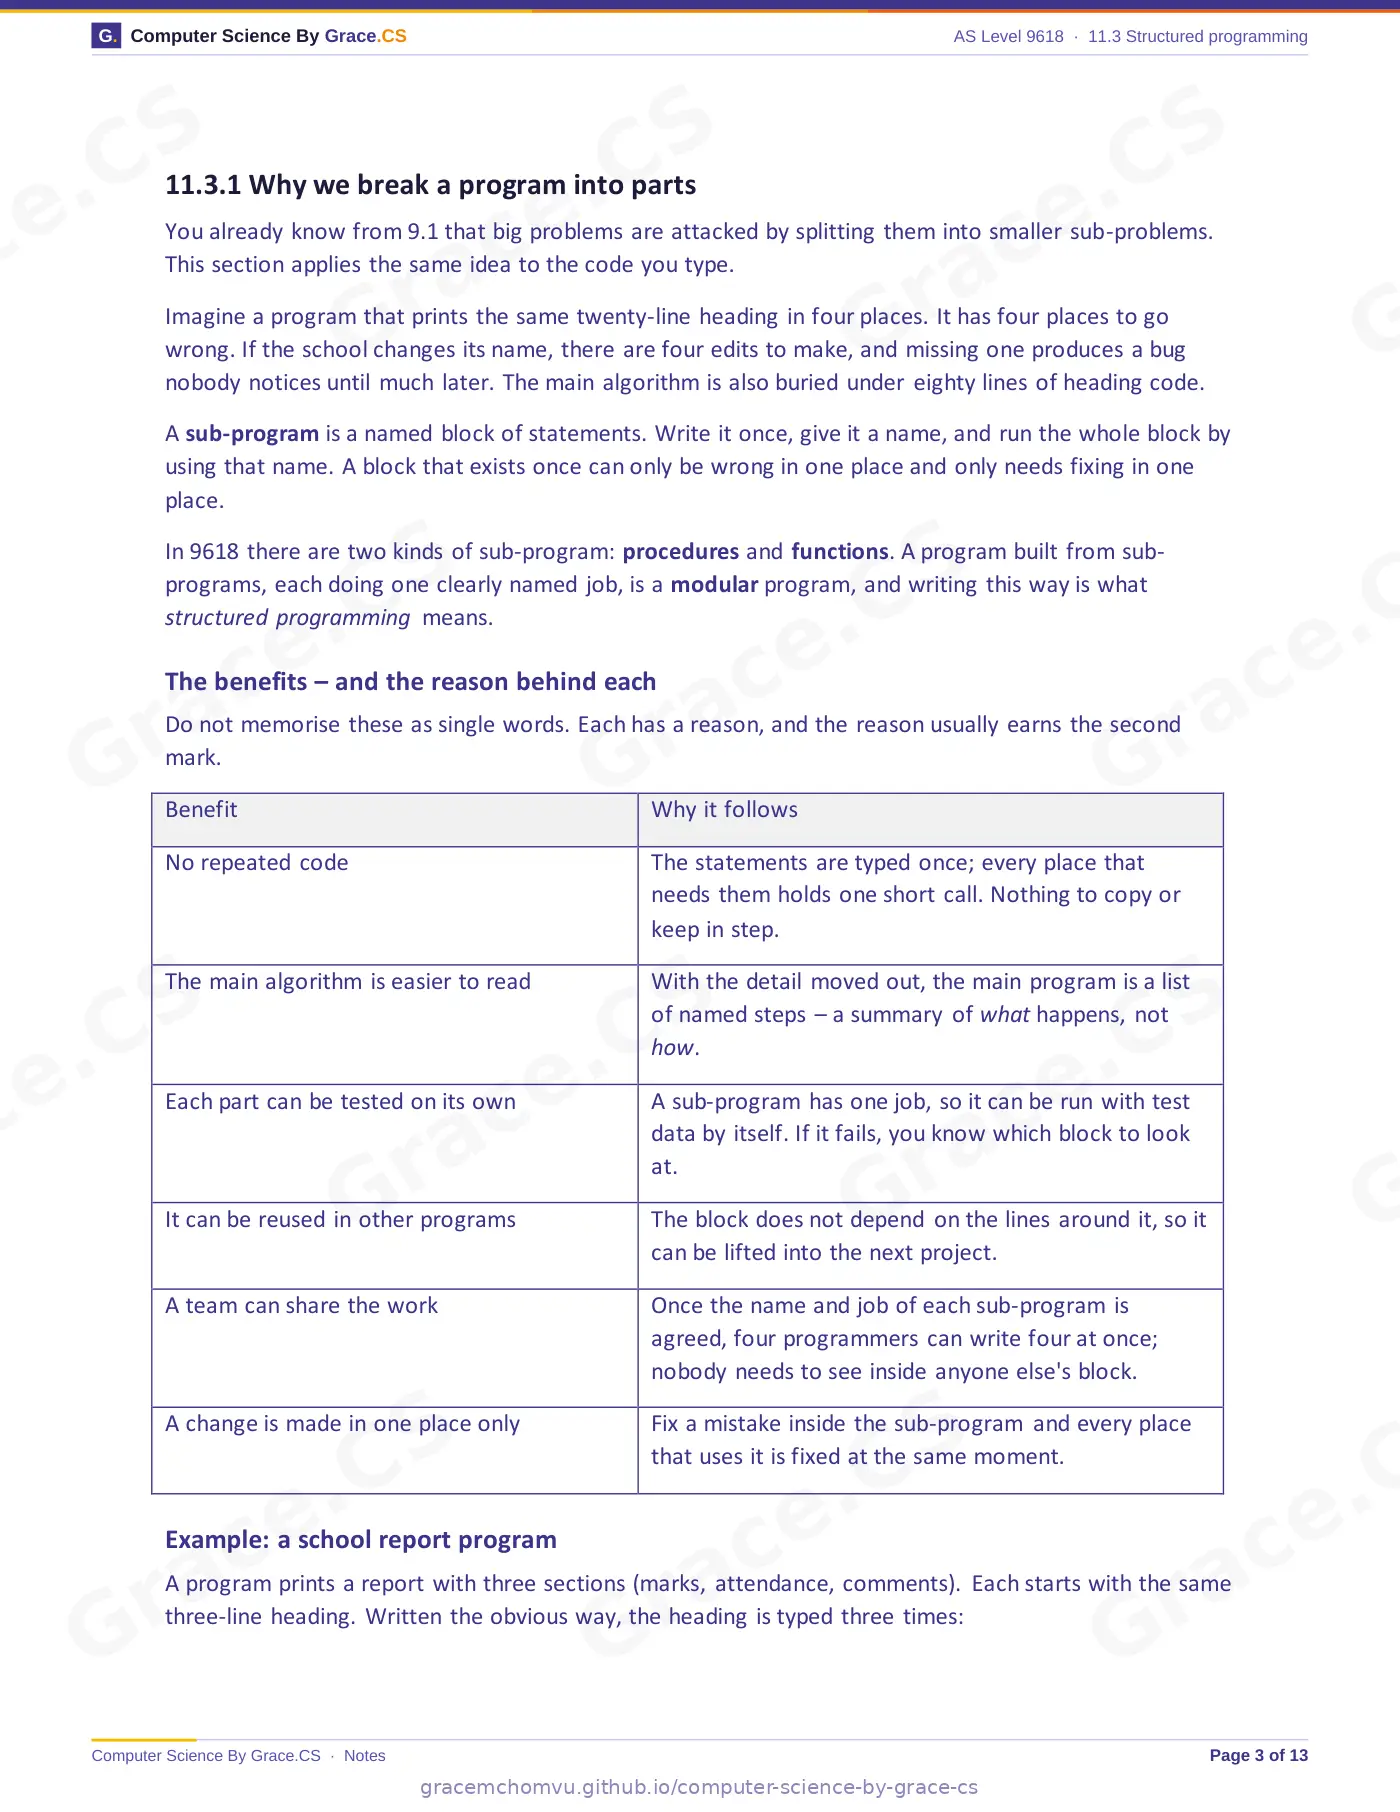 G. Computer Science By Grace.CS
AS Level 9618 · 11.3 Structured programming
11.3.1 Why we break a program into parts
You already know from 9.1 that big problems are attacked by splitting them into smaller sub-problems.
This section applies the same idea to the code you type.
Imagine a program that prints the same twenty-line heading in four places. It has four places to go
wrong. If the school changes its name, there are four edits to make, and missing one produces a bug
nobody notices until much later. The main algorithm is also buried under eighty lines of heading code.
A sub-program is a named block of statements. Write it once, give it a name, and run the whole block by
using that name. A block that exists once can only be wrong in one place and only needs fixing in one
place.
In 9618 there are two kinds of sub-program: procedures and functions. A program built from sub-
programs, each doing one clearly named job, is a modular program, and writing this way is what
structured programming means.
The benefits – and the reason behind each
Do not memorise these as single words. Each has a reason, and the reason usually earns the second
mark.
Benefit
Why it follows
No repeated code
The statements are typed once; every place that
needs them holds one short call. Nothing to copy or
keep in step.
The main algorithm is easier to read
With the detail moved out, the main program is a list
of named steps – a summary of what happens, not
how.
Each part can be tested on its own
A sub-program has one job, so it can be run with test
data by itself. If it fails, you know which block to look
at.
It can be reused in other programs
The block does not depend on the lines around it, so it
can be lifted into the next project.
A team can share the work
Once the name and job of each sub-program is
agreed, four programmers can write four at once;
nobody needs to see inside anyone else's block.
A change is made in one place only
Fix a mistake inside the sub-program and every place
that uses it is fixed at the same moment.
Example: a school report program
A program prints a report with three sections (marks, attendance, comments). Each starts with the same
three-line heading. Written the obvious way, the heading is typed three times:
Computer Science By Grace.CS · Notes
Page 3 of 13
gracemchomvu.github.io/computer-science-by-grace-cs